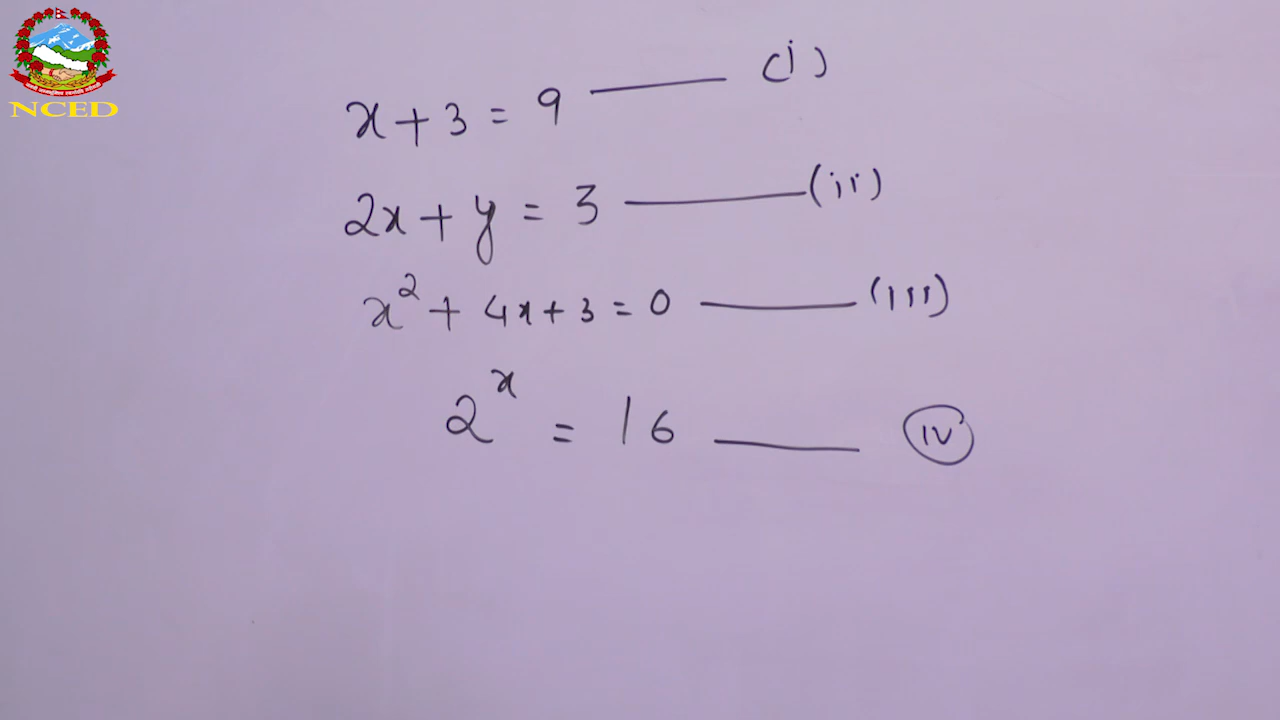 NCED
x + 3 = 9 —— (i)
2x + y = 3 —— (ii)
x² + 4x + 3 = 0 —— (iii)
2ˣ = 16 —— (iv)